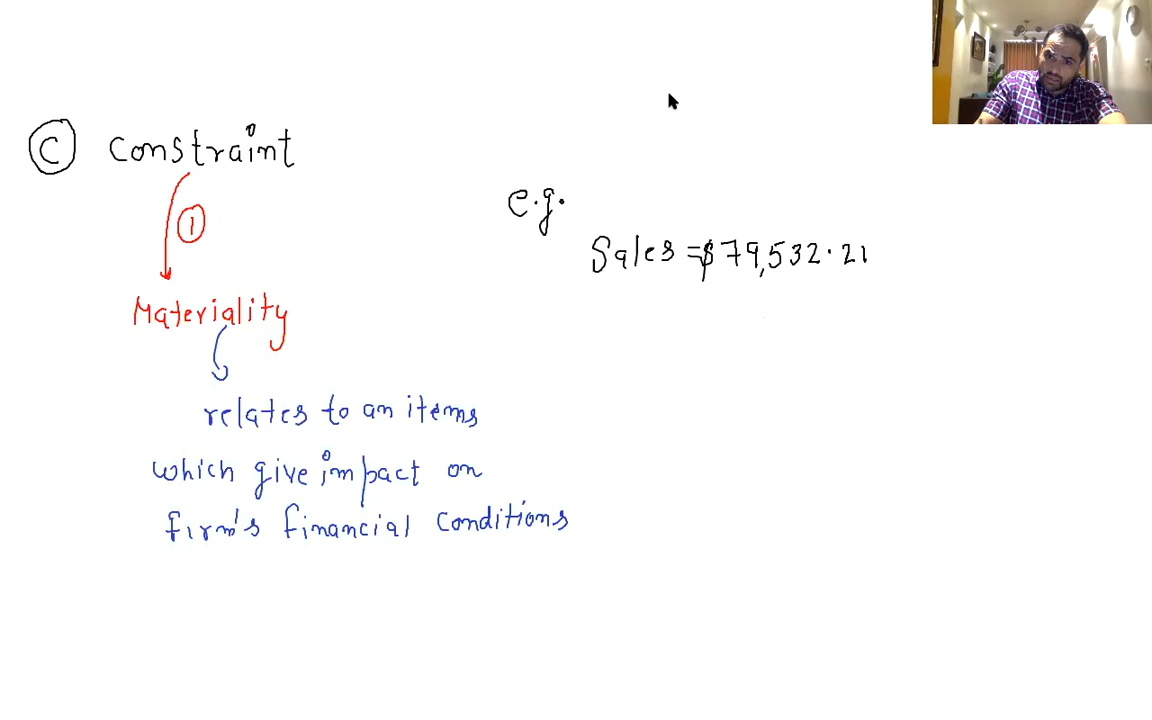 C constraint
1
Materiality
relates to an items
which give impact on
firm's financial conditions
e.g.
Sales = $79,532.21